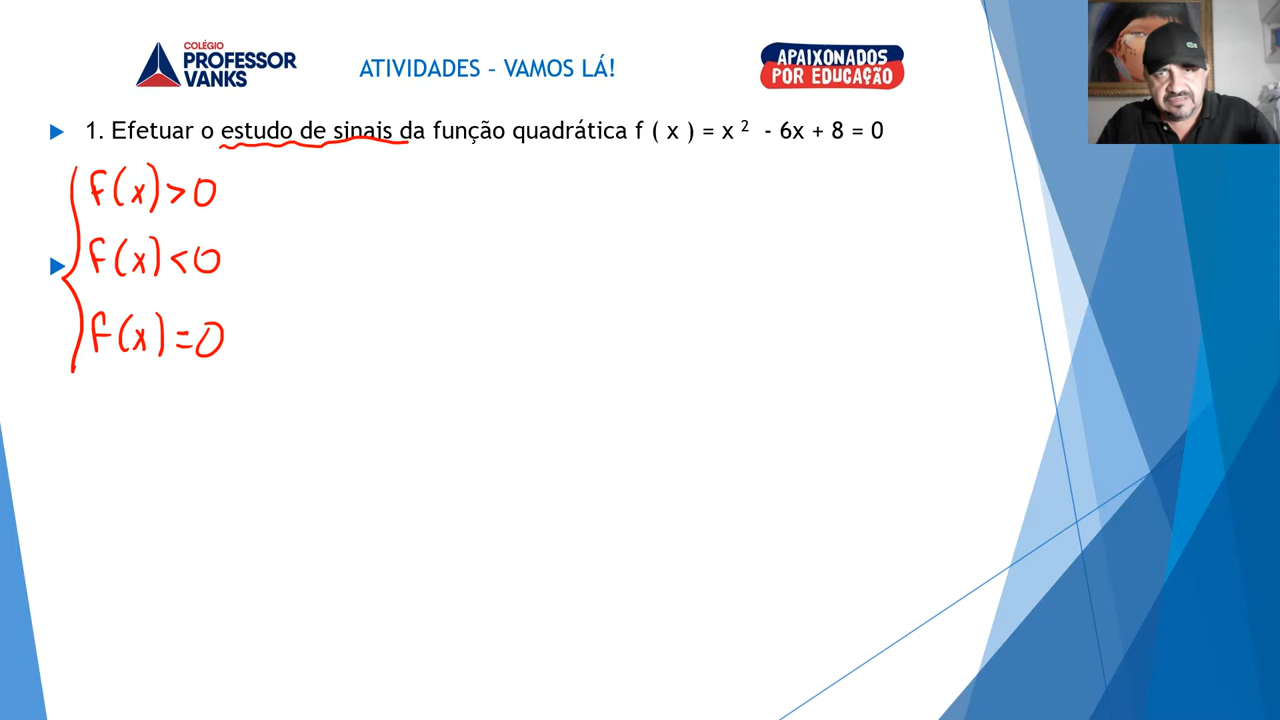 COLÉGIO
PROFESSOR
VANKS
ATIVIDADES – VAMOS LÁ!
APAIXONADOS
POR EDUCAÇÃO
1. Efetuar o estudo de sinais da função quadrática f ( x ) = x ² - 6x + 8 = 0
f(x) > 0
f(x) < 0
f(x) = 0